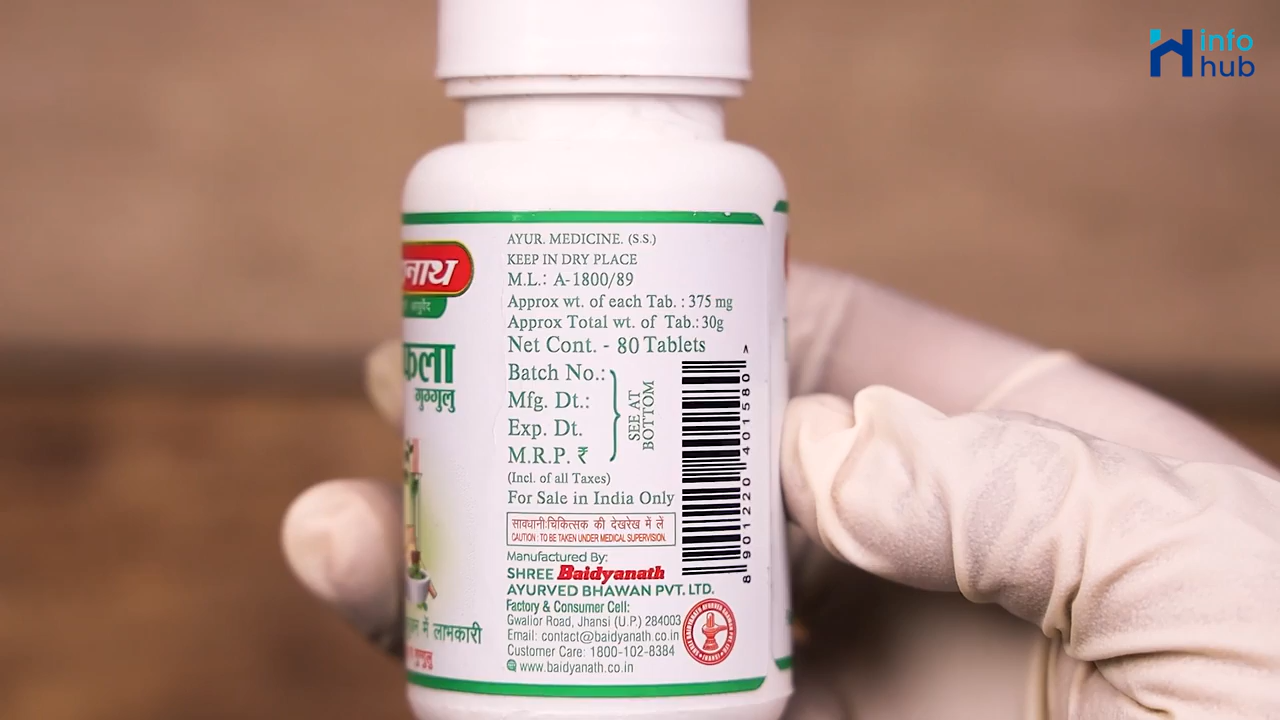 info
hub
AYUR. MEDICINE. (S.S.)
KEEP IN DRY PLACE
M.L.: A-1800/89
Approx wt. of each Tab. : 375 mg
Approx Total wt. of Tab.: 30g
Net Cont. - 80 Tablets
Batch No.:
Mfg. Dt.:
Exp. Dt.
M.R.P. ₹
SEE AT
BOTTOM
(Incl. of all Taxes)
For Sale in India Only
सावधानी:चिकित्सक की देखरेख में लें
CAUTION : TO BE TAKEN UNDER MEDICAL SUPERVISION.
Manufactured By:
SHREE Baidyanath
AYURVED BHAWAN PVT. LTD.
Factory & Consumer Cell:
Gwalior Road, Jhansi (U.P.) 284003
Email: contact@baidyanath.co.in
Customer Care: 1800-102-8384
www.baidyanath.co.in
8 901220 401580 >
नाथ
आयुर्वेद
फला
गुग्गुलु
में लाभकारी
गुग्गुलु